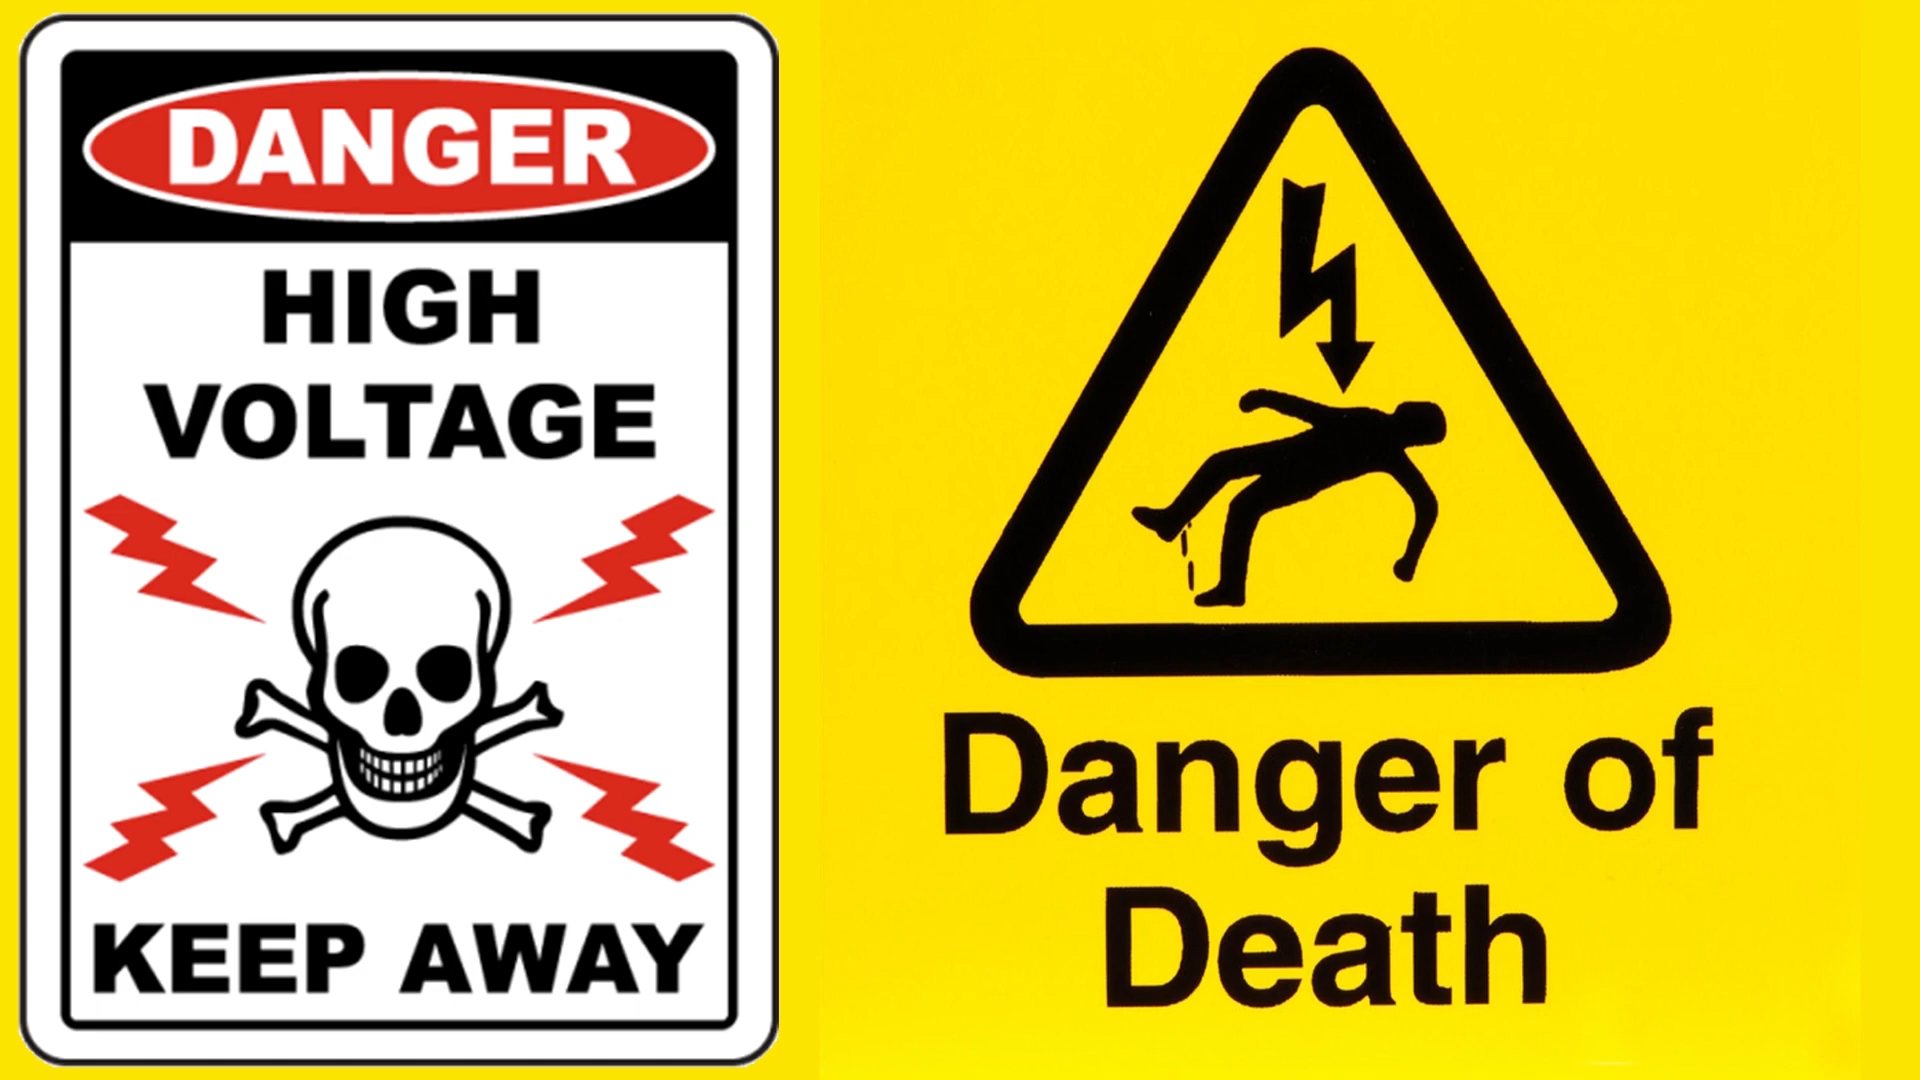 DANGER
HIGH
VOLTAGE
KEEP AWAY
Danger of
Death